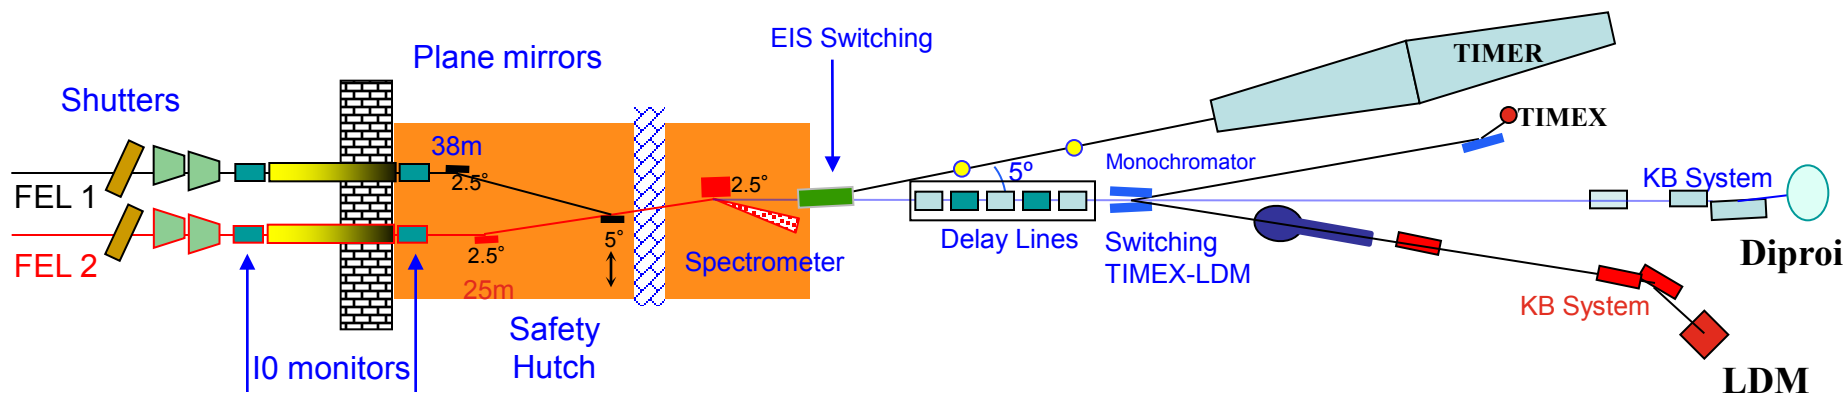 EIS Switching
Plane mirrors
TIMER
Shutters
TIMEX
38m
Monochromator
2.5°
2.5°
5º
KB System
FEL 1
FEL 2
Delay Lines
Switching
TIMEX-LDM
5°
2.5°
Spectrometer
Diproi
25m
KB System
Safety
Hutch
I0 monitors
LDM